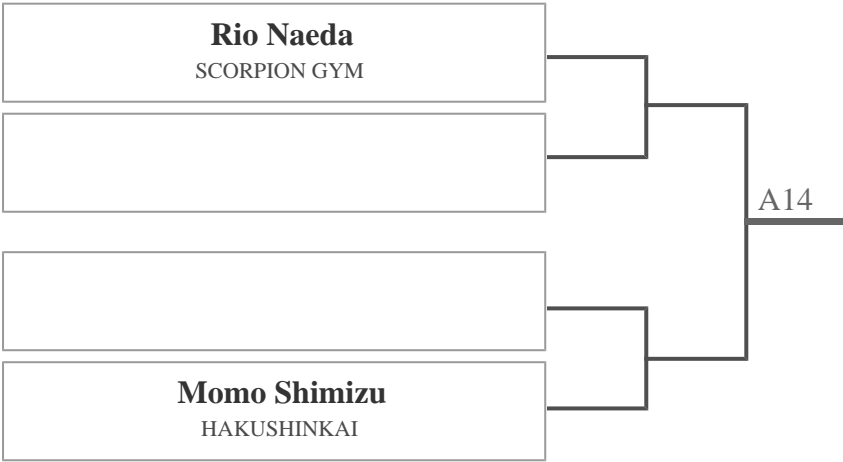 Rio Naeda
SCORPION GYM
A14
Momo Shimizu
HAKUSHINKAI